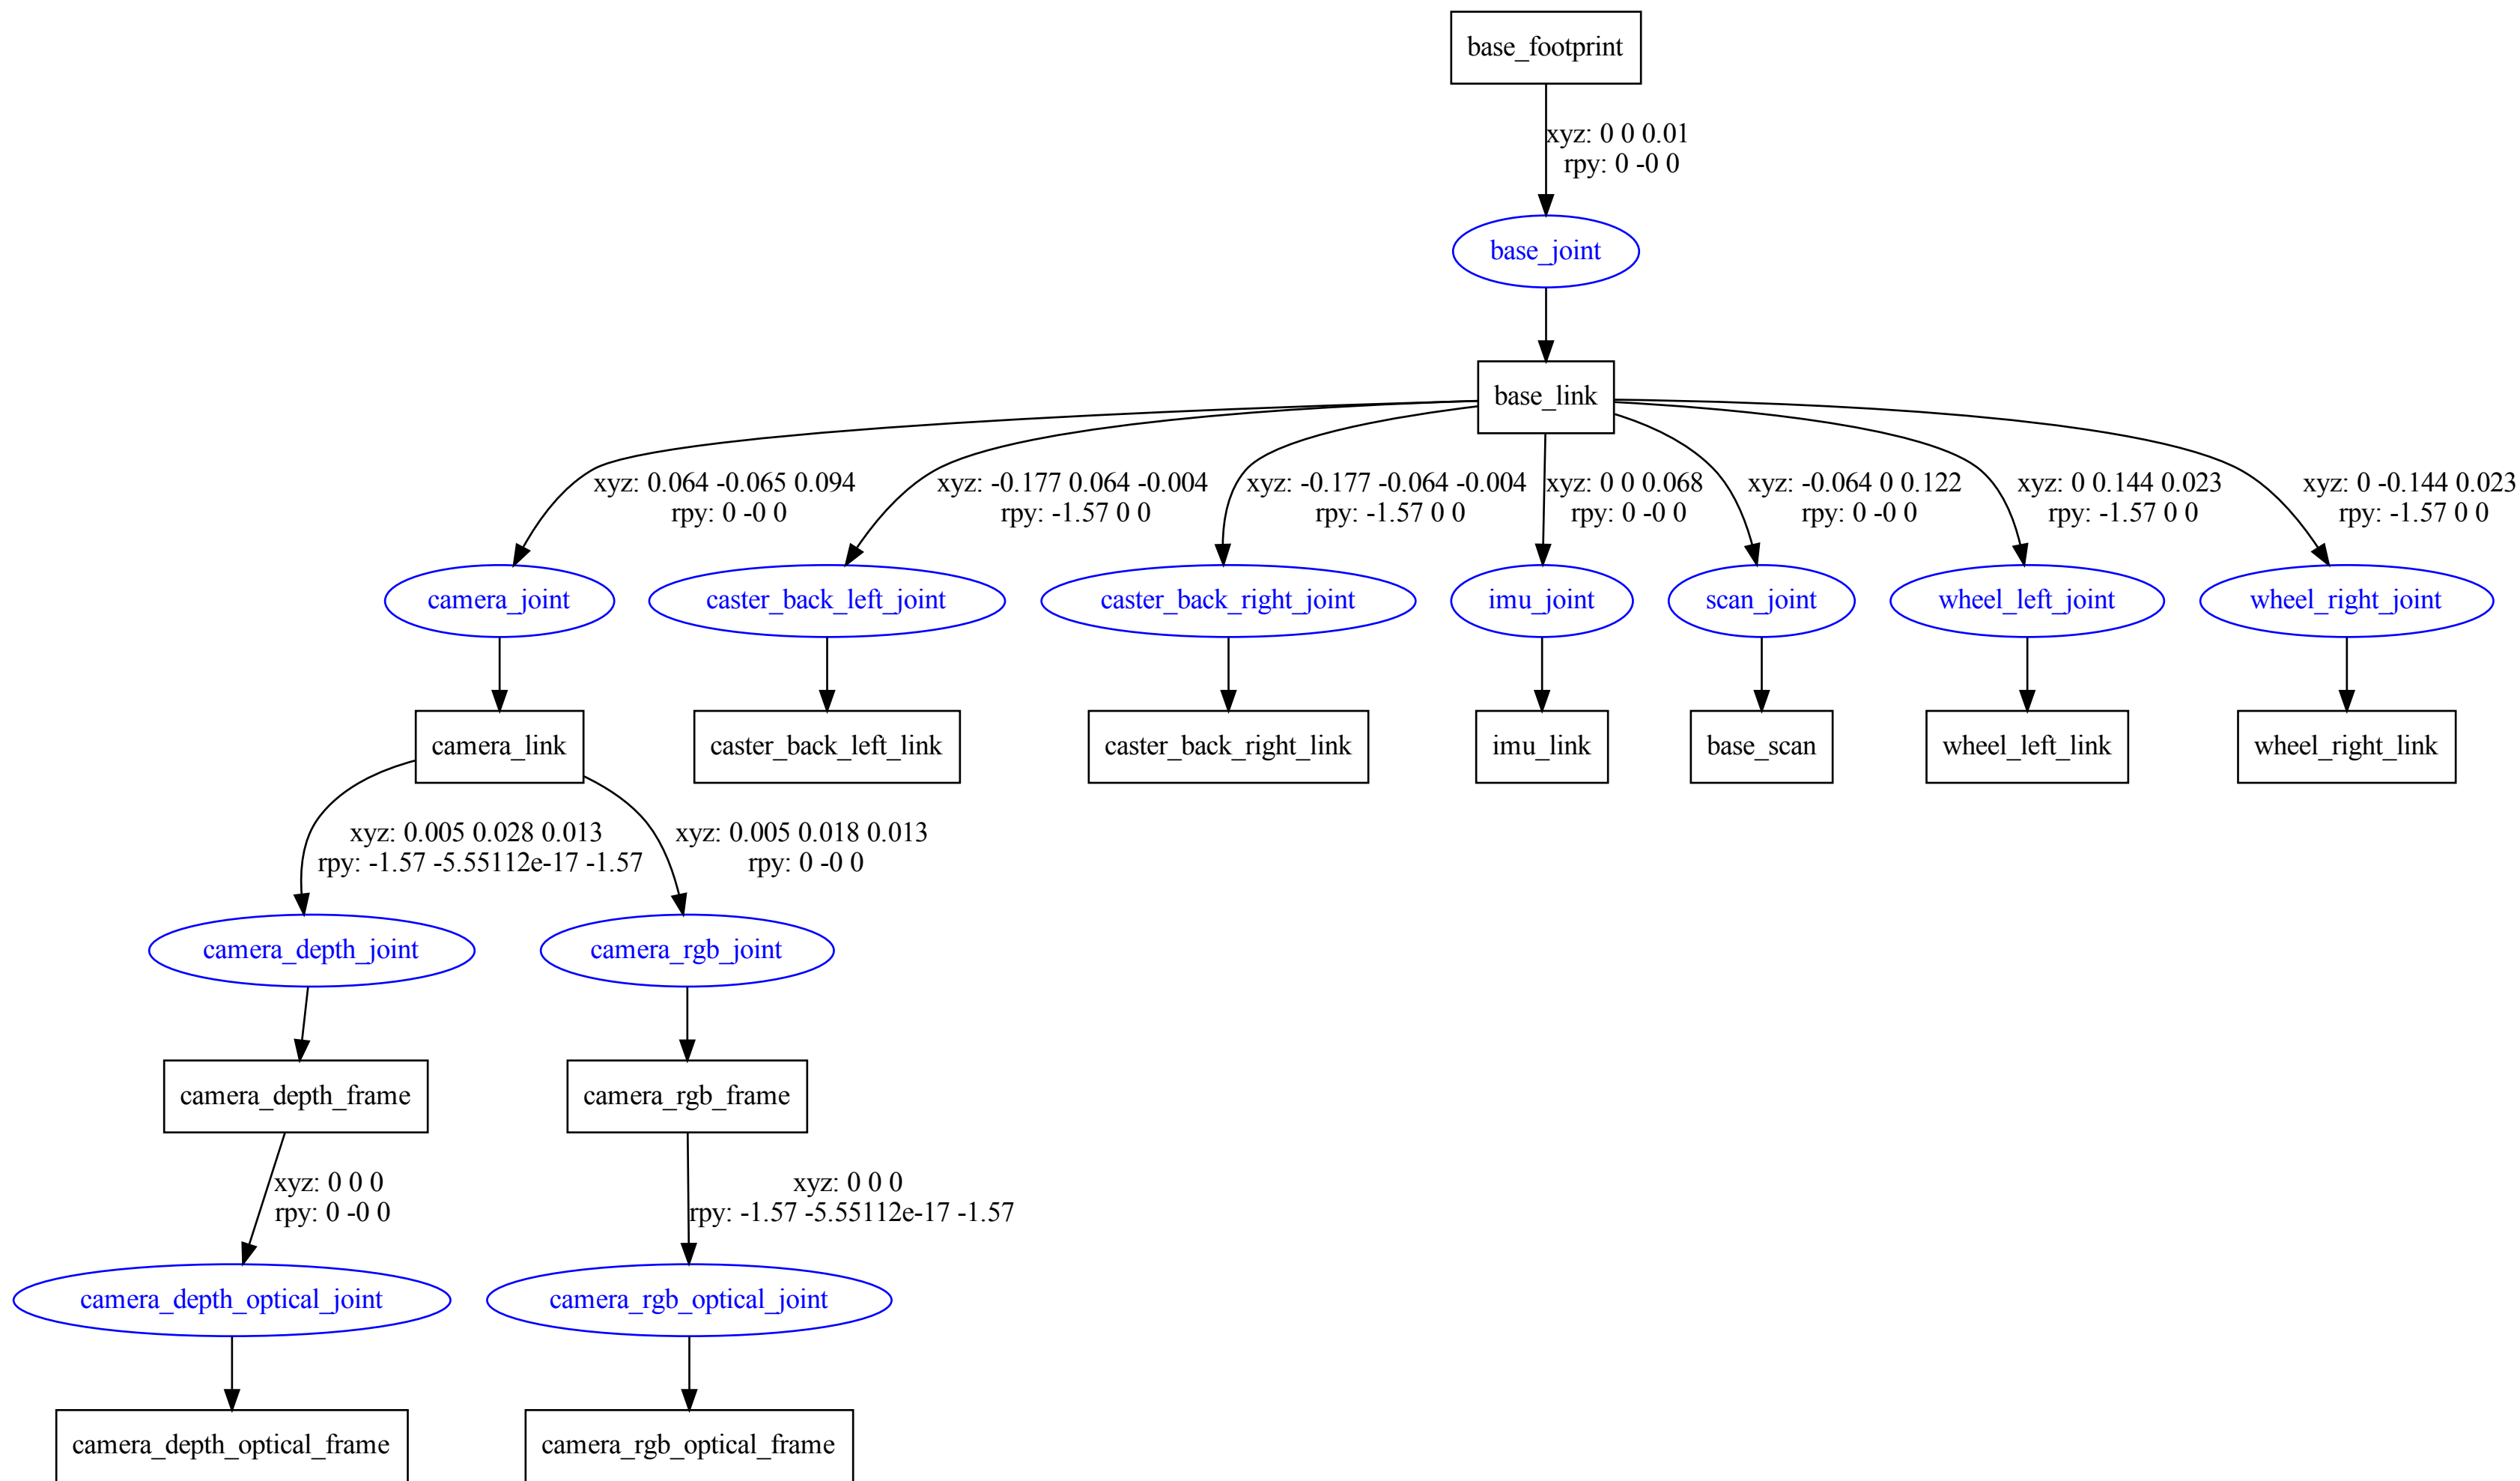 base_footprint
xyz: 0 0 0.01
rpy: 0 -0 0
base_joint
base_link
xyz: 0.064 -0.065 0.094
rpy: 0 -0 0
xyz: -0.177 0.064 -0.004
rpy: -1.57 0 0
xyz: -0.177 -0.064 -0.004
rpy: -1.57 0 0
xyz: 0 0 0.068
rpy: 0 -0 0
xyz: -0.064 0 0.122
rpy: 0 -0 0
xyz: 0 0.144 0.023
rpy: -1.57 0 0
xyz: 0 -0.144 0.023
rpy: -1.57 0 0
camera_joint
caster_back_left_joint
caster_back_right_joint
imu_joint
scan_joint
wheel_left_joint
wheel_right_joint
camera_link
caster_back_left_link
caster_back_right_link
imu_link
base_scan
wheel_left_link
wheel_right_link
xyz: 0.005 0.028 0.013
rpy: -1.57 -5.55112e-17 -1.57
xyz: 0.005 0.018 0.013
rpy: 0 -0 0
camera_depth_joint
camera_rgb_joint
camera_depth_frame
camera_rgb_frame
xyz: 0 0 0
rpy: 0 -0 0
xyz: 0 0 0
rpy: -1.57 -5.55112e-17 -1.57
camera_depth_optical_joint
camera_rgb_optical_joint
camera_depth_optical_frame
camera_rgb_optical_frame